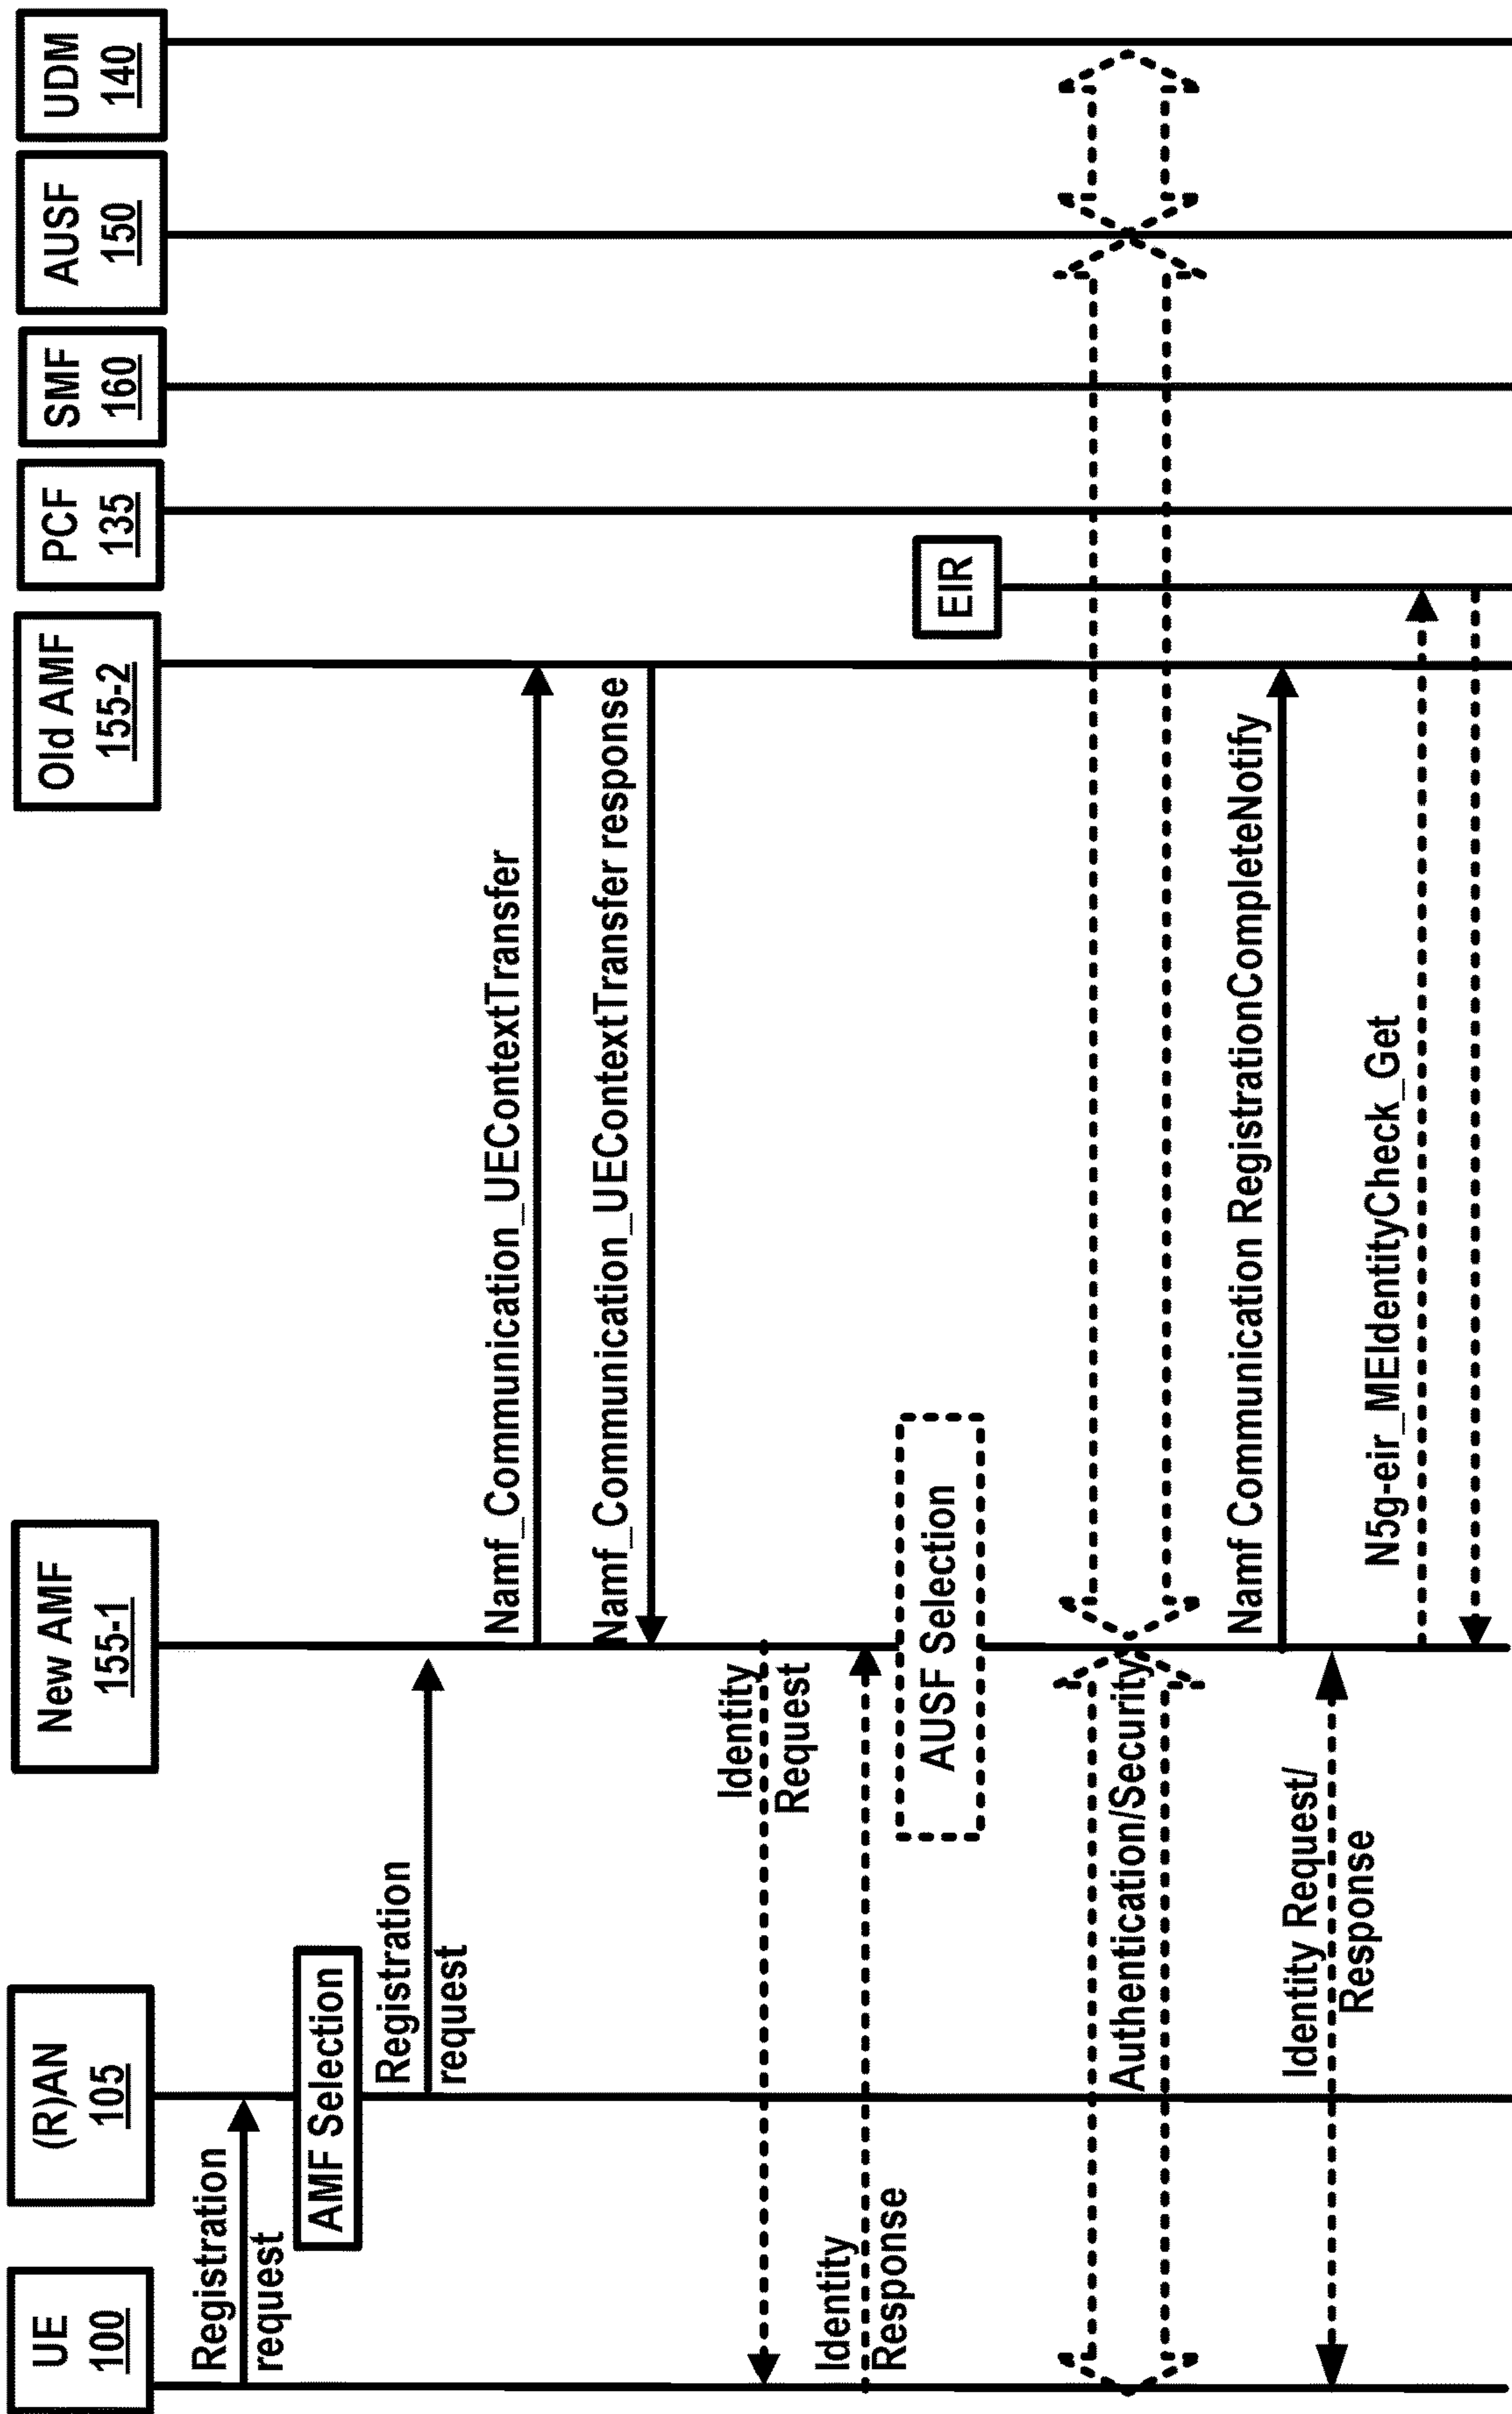 UE
100
(R)AN
105
New AMF
155-1
Old AMF
155-2
PCF
135
SMF
160
AUSF
150
UDM
140
Registration
request
AMF Selection
Registration
request
Namf_Communication_UEContextTransfer
Namf_Communication_UEContextTransfer response
Identity
Request
Identity
Response
AUSF Selection
EIR
Authentication/Security
Namf Communication RegistrationCompleteNotify
Identity Request/
Response
N5g-eir_MEIdentityCheck_Get